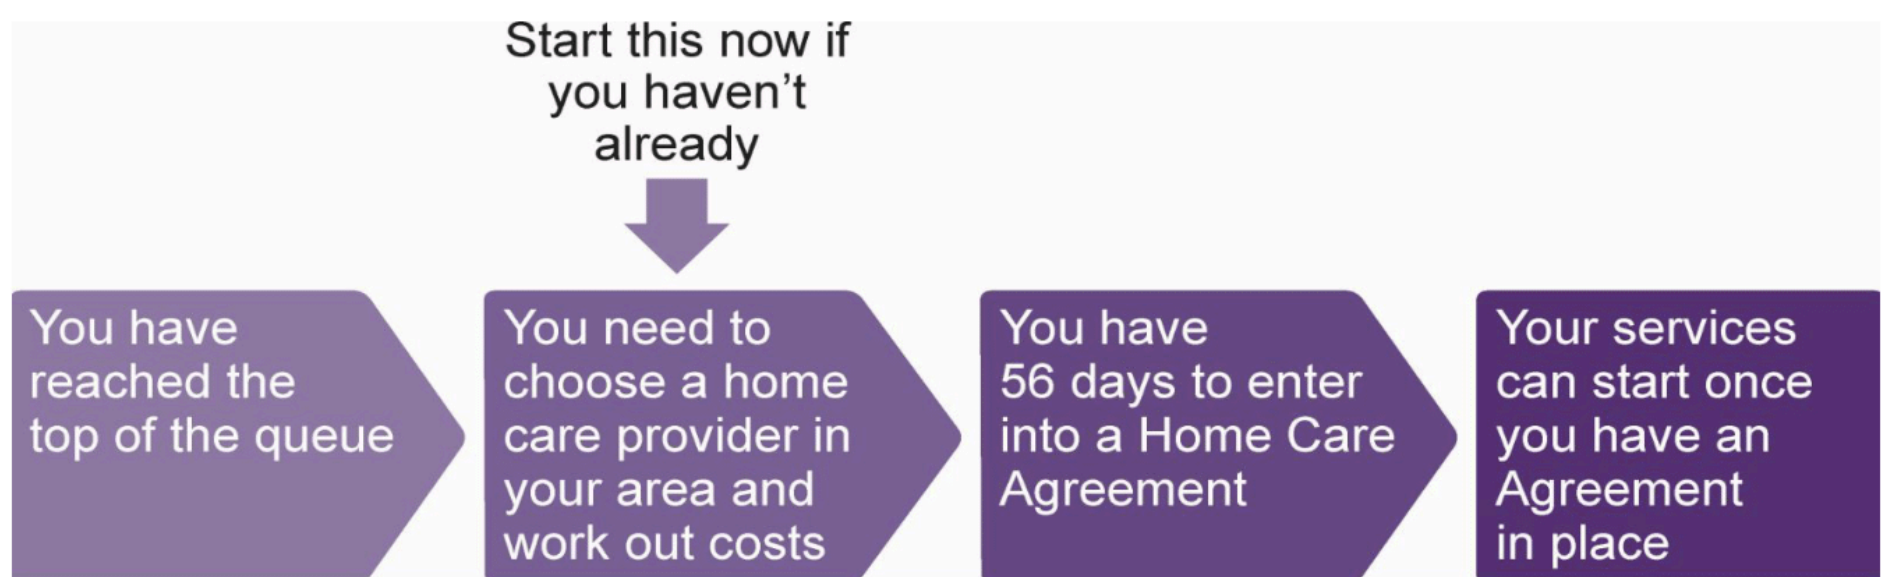 Start this now if
you haven’t
already
You have
reached the
top of the queue
You need to
choose a home
care provider in
your area and
work out costs
You have
56 days to enter
into a Home Care
Agreement
Your services
can start once
you have an
Agreement
in place